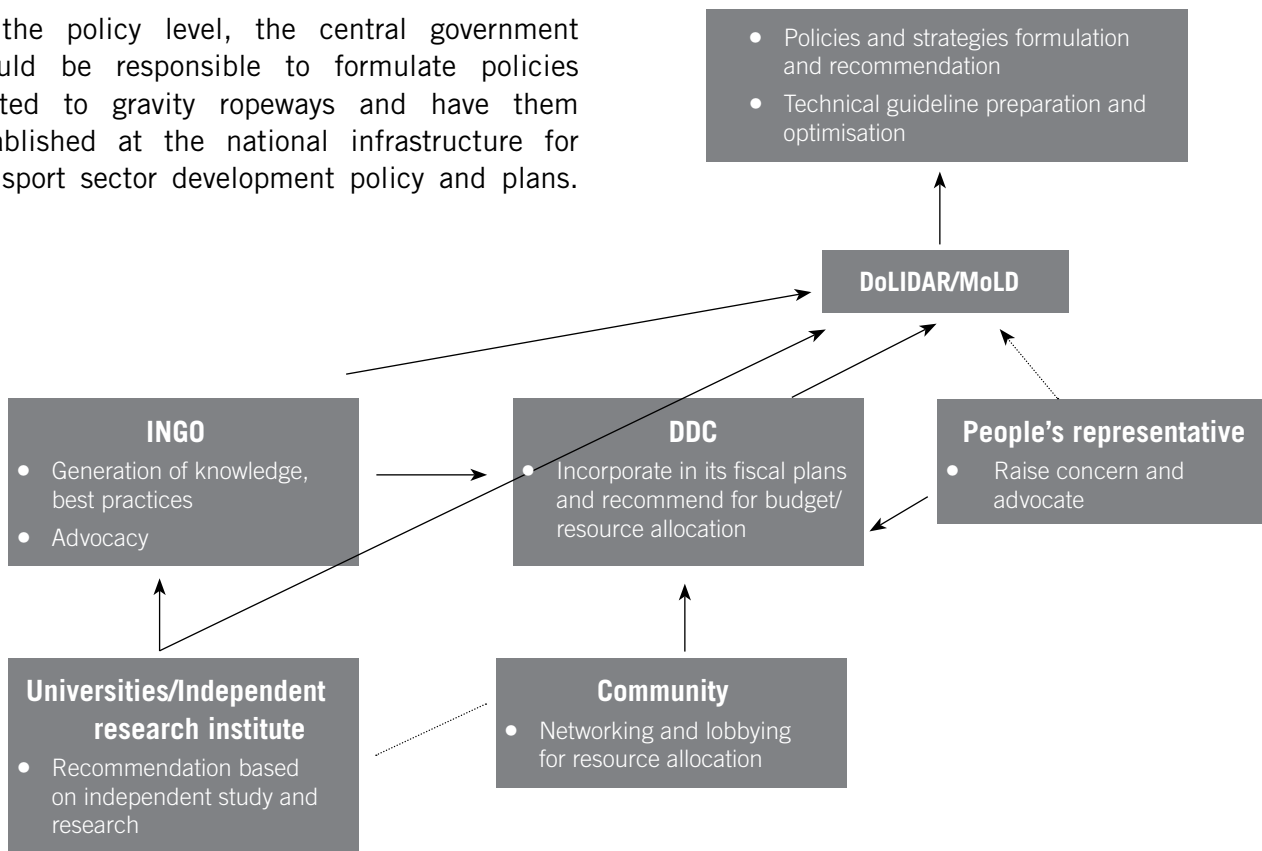 the policy level, the central government
uld be responsible to formulate policies
ted to gravity ropeways and have them
ablished at the national infrastructure for
sport sector development policy and plans.
• Policies and strategies formulation
and recommendation
• Technical guideline preparation and
optimisation
DoLIDAR/MoLD
INGO
• Generation of knowledge,
best practices
• Advocacy
DDC
• Incorporate in its fiscal plans
and recommend for budget/
resource allocation
People's representative
• Raise concern and
advocate
Universities/Independent
research institute
• Recommendation based
on independent study and
research
Community
• Networking and lobbying
for resource allocation